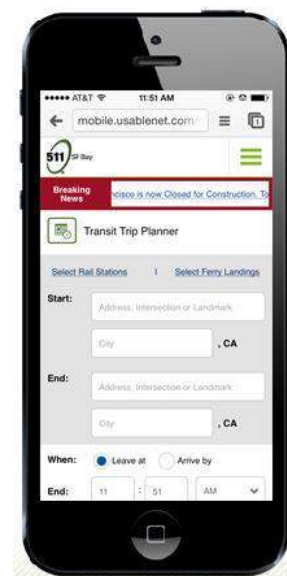 AT&T 11:51 AM
mobile.usablenet.com
1
511 SF Bay
Breaking News
ncisco is now Closed for Construction. To
Transit Trip Planner
Select Rail Stations | Select Ferry Landings
Start:
Address, Intersection or Landmark
City , CA
End:
Address, Intersection or Landmark
City , CA
When: Leave at Arrive by
End: 11 : 51 AM